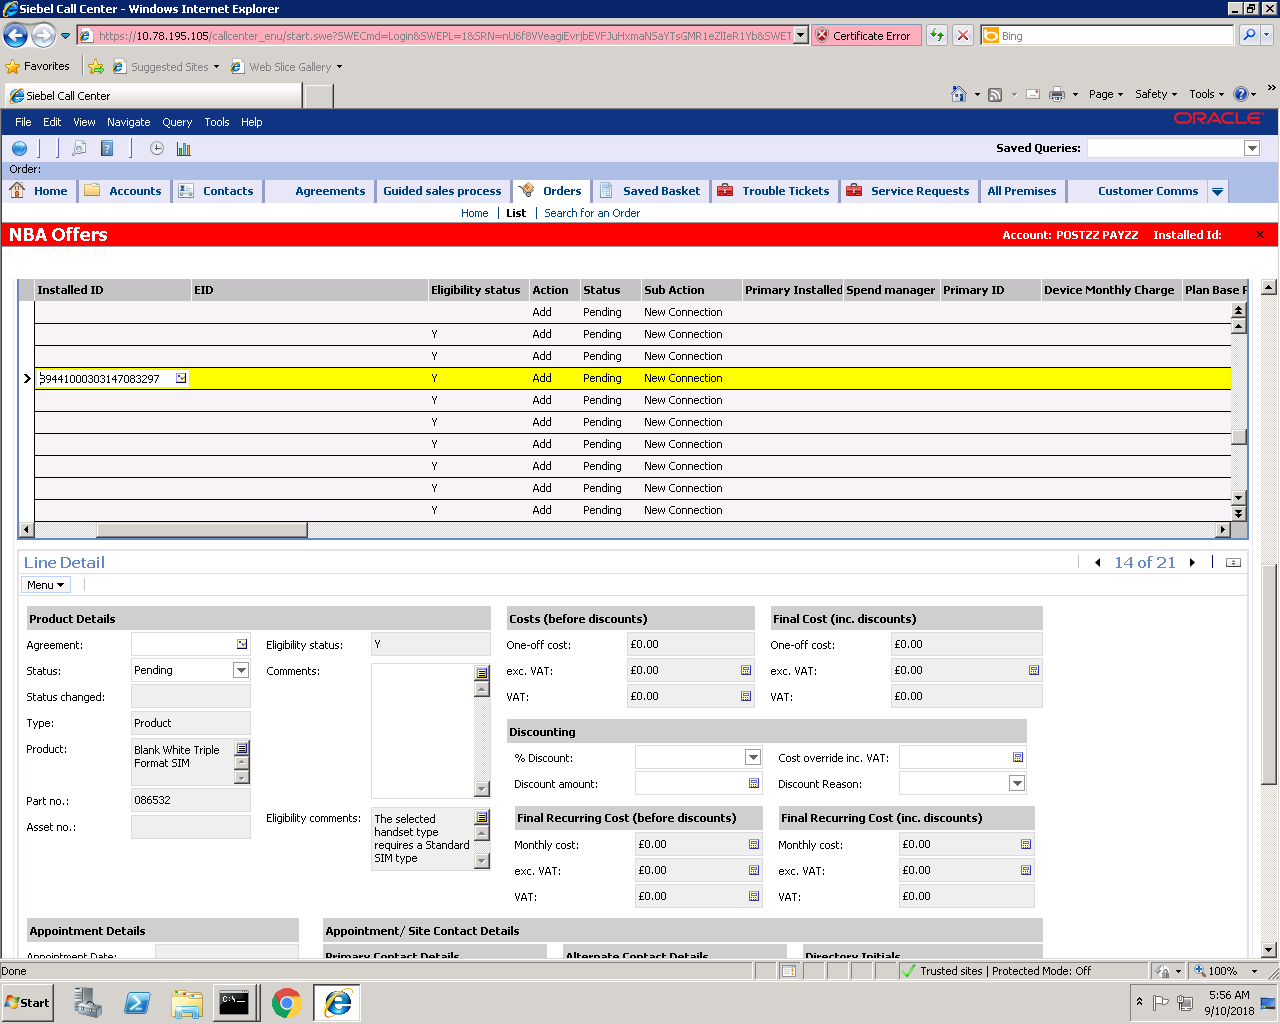 Siebel Call Center - Windows Internet Explorer
https://10.78.195.105/callcenter_enu/start.swe?SWECmd=Login&SWEPL=1&SRN=
Certificate Error
Bing
Favorites
Suggested Sites
Web Slice Gallery
Siebel Call Center
Page
Safety
Tools
»
File Edit View Navigate Query Tools Help
ORACLE
Saved Queries:
Order:
Home Accounts Contacts Agreements Guided sales process Orders Saved Basket Trouble Tickets Service Requests All Premises Customer Comms
Home | List | Search for an Order
NBA Offers
Account: POSTZZ PAYZZ Installed Id:
Installed ID EID Eligibility status Action Status Sub Action Primary Installed Spend manager Primary ID Device Monthly Charge Plan Base
Add Pending New Connection
Y Add Pending New Connection
Y Add Pending New Connection
39441000303147083297 Y Add Pending New Connection
Y Add Pending New Connection
Y Add Pending New Connection
Y Add Pending New Connection
Y Add Pending New Connection
Y Add Pending New Connection
Y Add Pending New Connection
Line Detail
14 of 21
Menu
Product Details
Agreement:
Status: Pending
Status changed:
Type: Product
Product: Blank White Triple
Format SIM
Part no.: 086532
Asset no.:
Eligibility status: Y
Comments:
Eligibility comments: The selected
handset type
requires a Standard
SIM type
Costs (before discounts)
One-off cost: £0.00
exc. VAT: £0.00
VAT: £0.00
Final Cost (inc. discounts)
One-off cost: £0.00
exc. VAT: £0.00
VAT: £0.00
Discounting
% Discount:
Discount amount:
Cost override inc. VAT:
Discount Reason:
Final Recurring Cost (before discounts)
Monthly cost: £0.00
exc. VAT: £0.00
VAT: £0.00
Final Recurring Cost (inc. discounts)
Monthly cost: £0.00
exc. VAT: £0.00
VAT: £0.00
Appointment Details
Appointment Date:
Appointment/ Site Contact Details
Primary Contact Details
Alternate Contact Details
Directory Initials
Done
Trusted sites | Protected Mode: Off
100%
Start
5:56 AM
9/10/2018